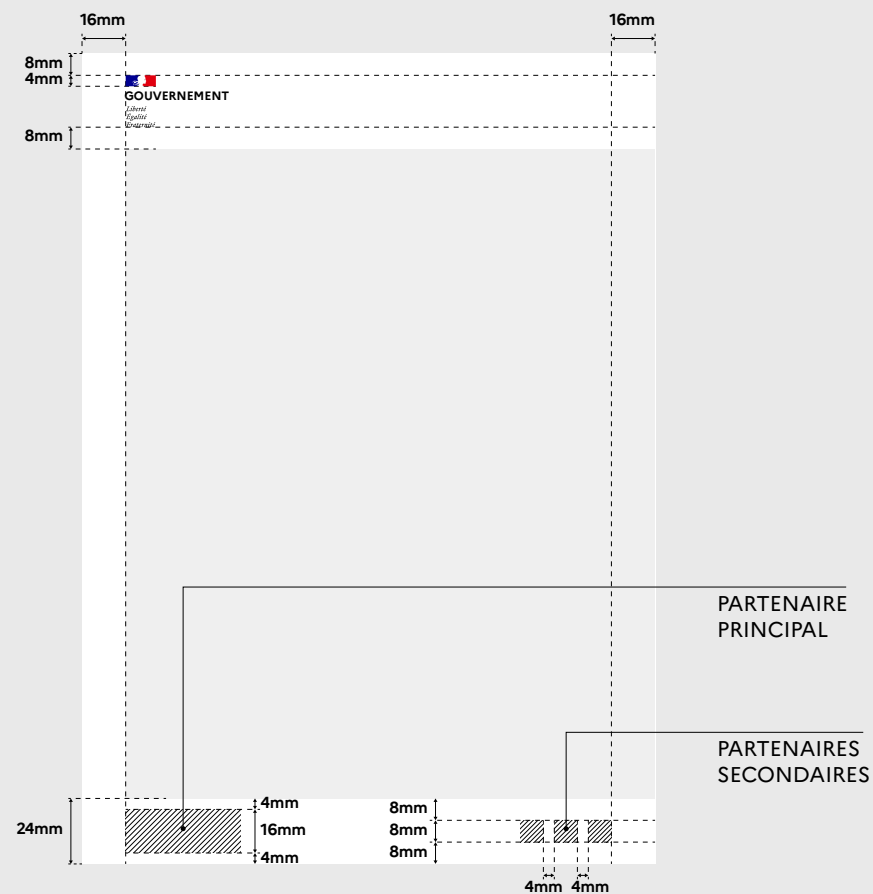 16mm
16mm
8mm
4mm
GOUVERNEMENT
Liberté
Égalité
Fraternité
8mm
PARTENAIRE
PRINCIPAL
PARTENAIRES
SECONDAIRES
24mm
4mm
16mm
4mm
8mm
8mm
8mm
4mm
4mm